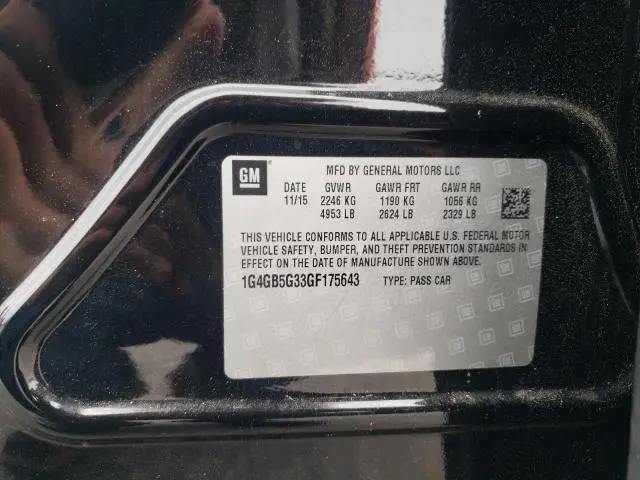 GM
MFD BY GENERAL MOTORS LLC
DATE GVWR GAWR FRT GAWR RR
11/15 2246 KG 1190 KG 1056 KG
4953 LB 2624 LB 2329 LB
THIS VEHICLE CONFORMS TO ALL APPLICABLE U.S. FEDERAL MOTOR
VEHICLE SAFETY, BUMPER, AND THEFT PREVENTION STANDARDS IN
EFFECT ON THE DATE OF MANUFACTURE SHOWN ABOVE.
1G4GB5G33GF175643 TYPE: PASS CAR